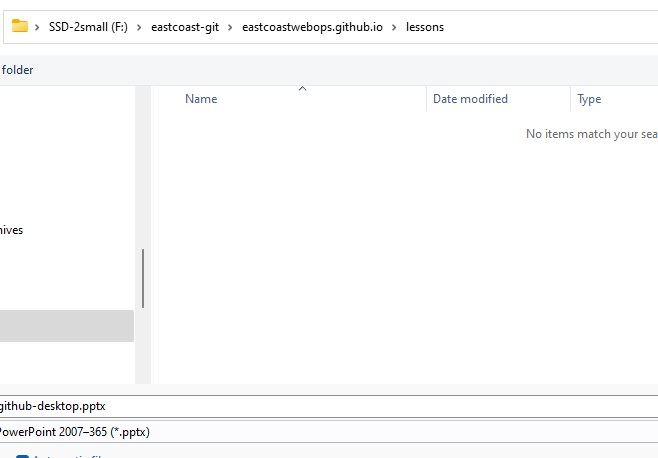 SSD-2small (F:) > eastcoast-git > eastcoastwebops.github.io > lessons
folder
Name Date modified Type
No items match your sea
hives
github-desktop.pptx
PowerPoint 2007–365 (*.pptx)